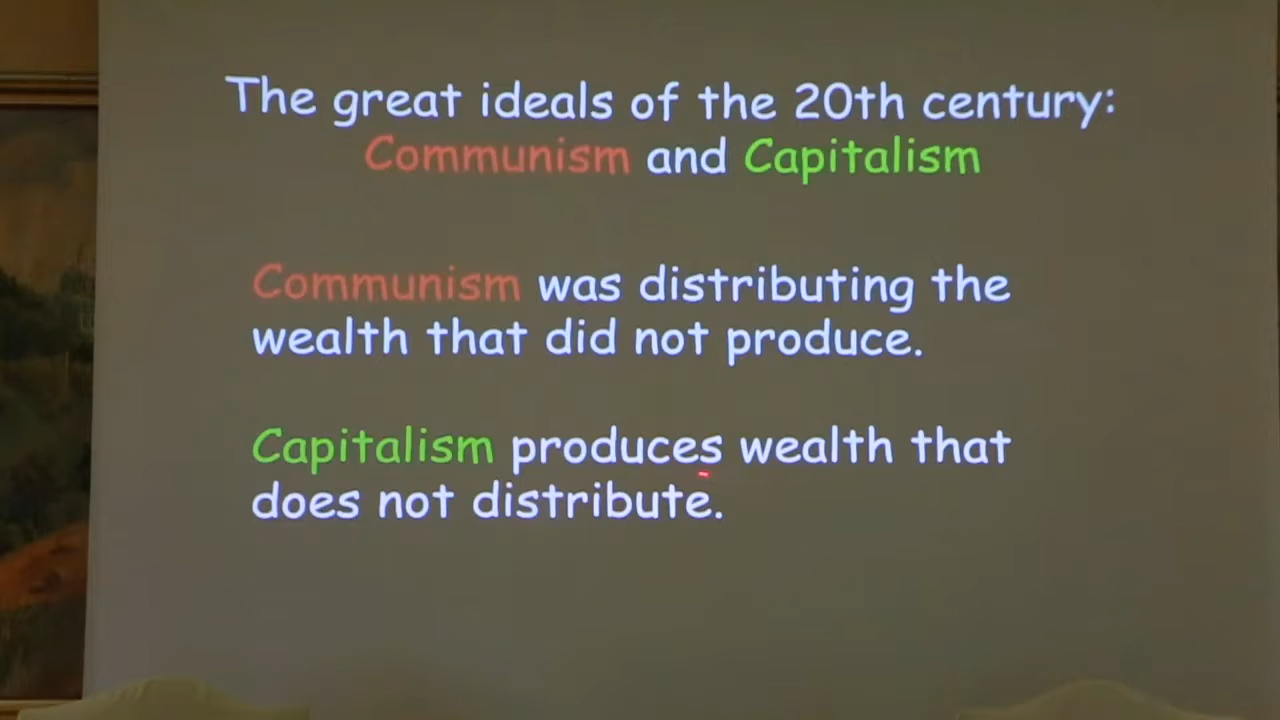 The great ideals of the 20th century:
Communism and Capitalism
Communism was distributing the
wealth that did not produce.
Capitalism produces wealth that
does not distribute.